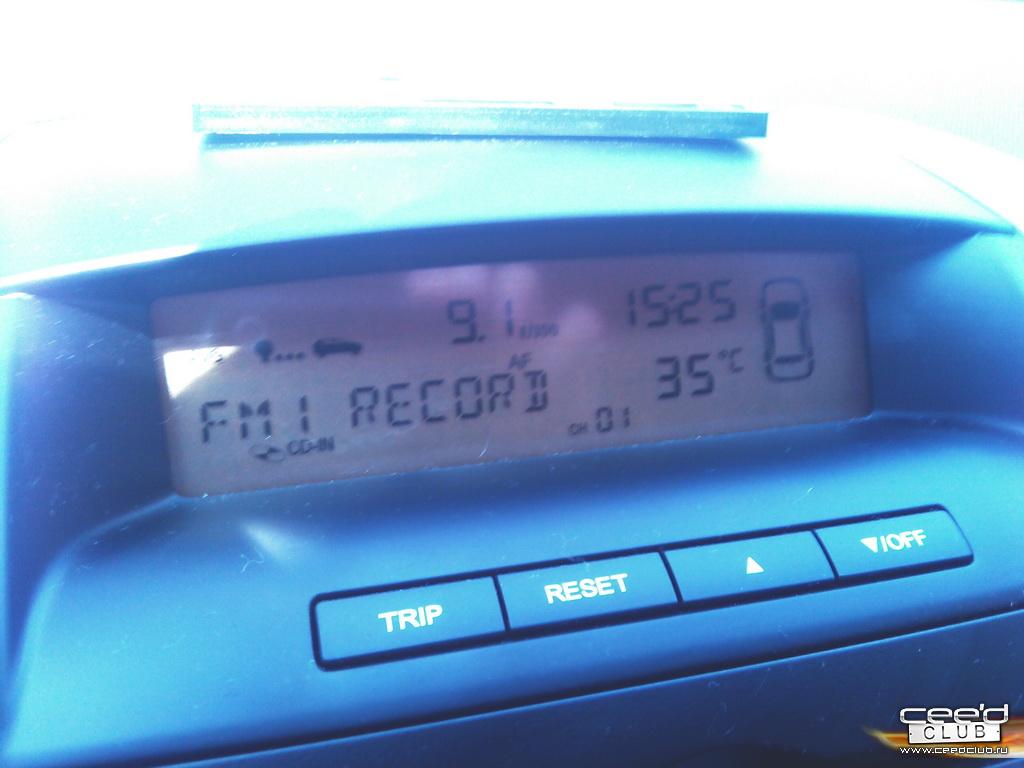 9.1 15:25
AF
35°C
FM1 RECORD
CD-IN CH 01
TRIP RESET ▲ ▼/OFF
cee'd
CLUB
www.ceedclub.ru